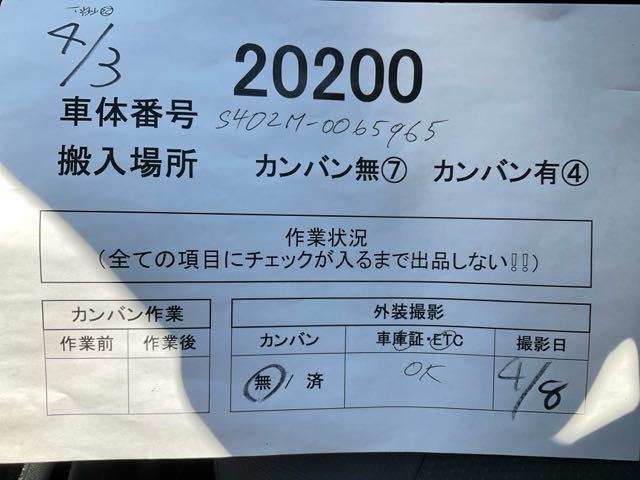 4/3
20200
車体番号 S402M-0065965
搬入場所 カンバン無⑦ カンバン有④
作業状況
(全ての項目にチェックが入るまで出品しない!!)
カンバン作業 外装撮影
作業前 作業後 カンバン 車庫証・ETC 撮影日
無 / 済 OK 4/8